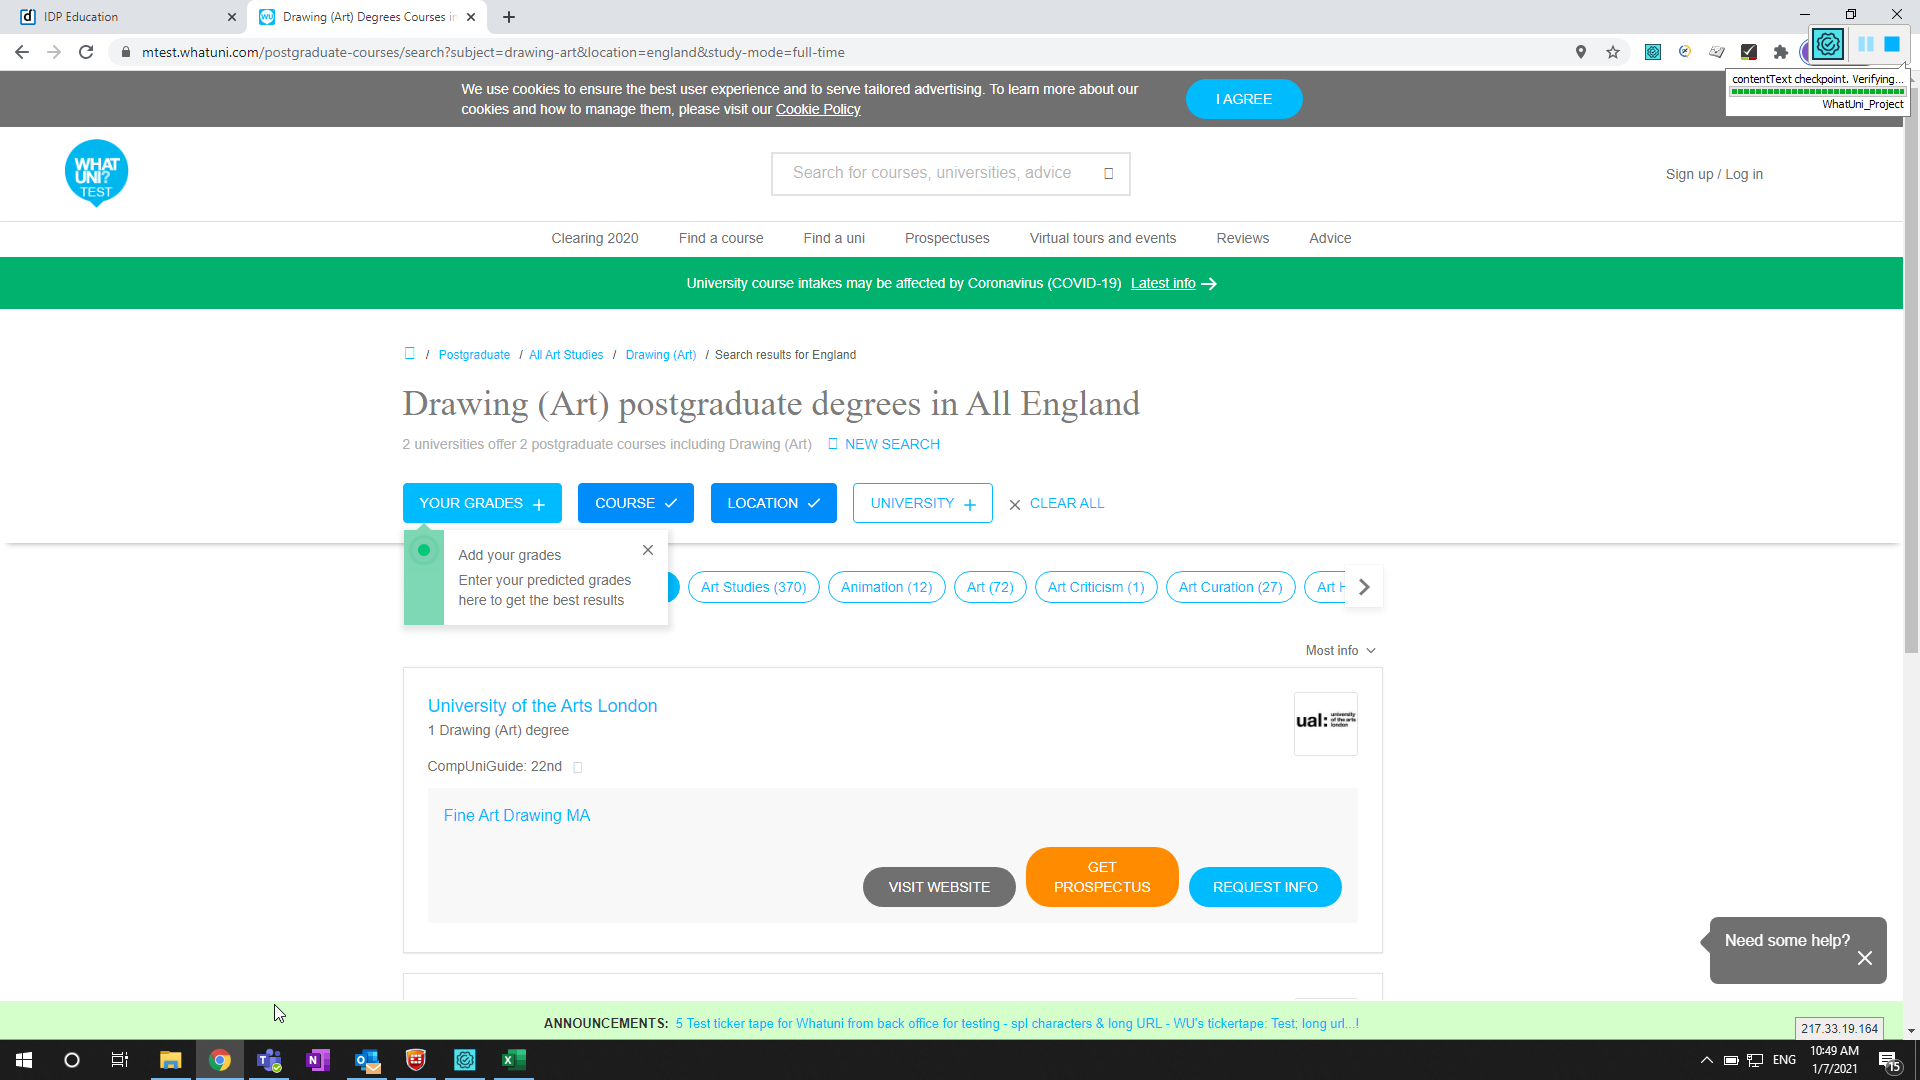 IDP Education
Drawing (Art) Degrees Courses in
mtest.whatuni.com/postgraduate-courses/search?subject=drawing-art&location=england&study-mode=full-time
contentText checkpoint. Verifying...
WhatUni_Project
We use cookies to ensure the best user experience and to serve tailored advertising. To learn more about our
cookies and how to manage them, please visit our Cookie Policy
I AGREE
WHAT
UNI?
TEST
Search for courses, universities, advice
Sign up / Log in
Clearing 2020 Find a course Find a uni Prospectuses Virtual tours and events Reviews Advice
University course intakes may be affected by Coronavirus (COVID-19) Latest info
/ Postgraduate / All Art Studies / Drawing (Art) / Search results for England
Drawing (Art) postgraduate degrees in All England
2 universities offer 2 postgraduate courses including Drawing (Art) NEW SEARCH
YOUR GRADES + COURSE LOCATION UNIVERSITY + CLEAR ALL
Add your grades
Enter your predicted grades
here to get the best results
Art Studies (370) Animation (12) Art (72) Art Criticism (1) Art Curation (27) Art H
Most info
University of the Arts London
1 Drawing (Art) degree
ual: university
of the arts
london
CompUniGuide: 22nd
Fine Art Drawing MA
VISIT WEBSITE
GET
PROSPECTUS
REQUEST INFO
Need some help?
ANNOUNCEMENTS: 5 Test ticker tape for Whatuni from back office for testing - spl characters & long URL - WU's tickertape: Test; long url...!
217.33.19.164
ENG
10:49 AM
1/7/2021
15